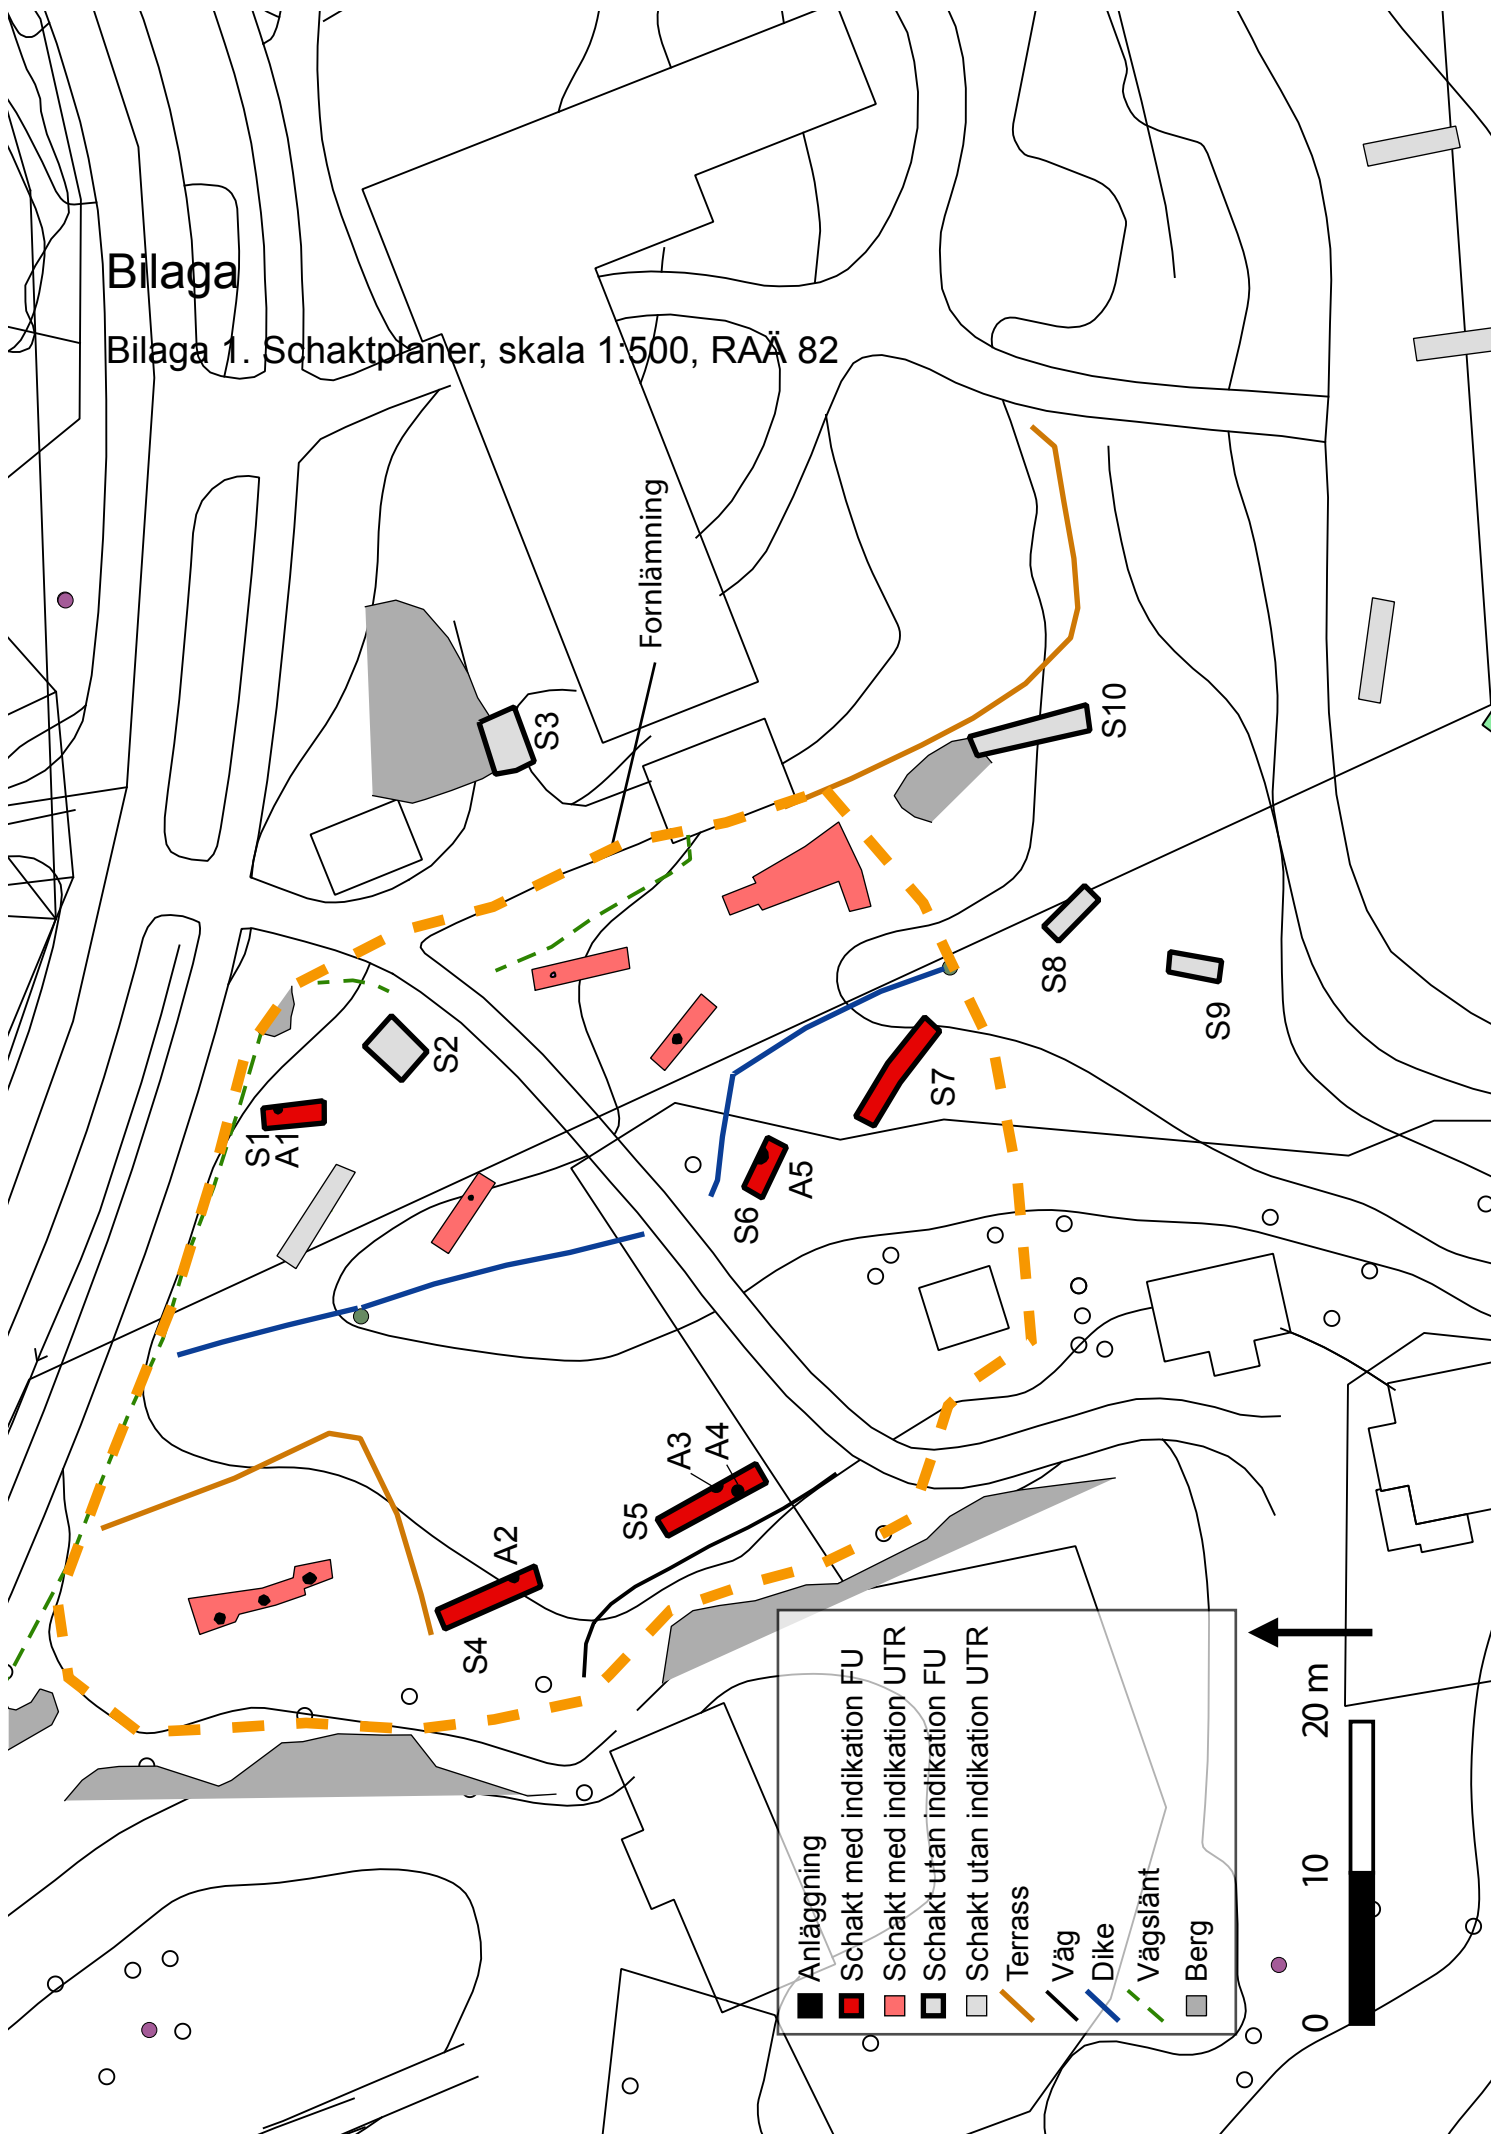 Bilaga
Bilaga 1. Schaktplaner, skala 1:500, RAÄ 82
Fornlämning
S3
S10
S2
S1
A1
S8
S9
S7
S6
A5
A3
A4
S5
A2
S4
Anläggning
Schakt med indikation FU
Schakt med indikation UTR
Schakt utan indikation FU
Schakt utan indikation UTR
Terrass
Väg
Dike
Vägslänt
Berg
0 10 20 m